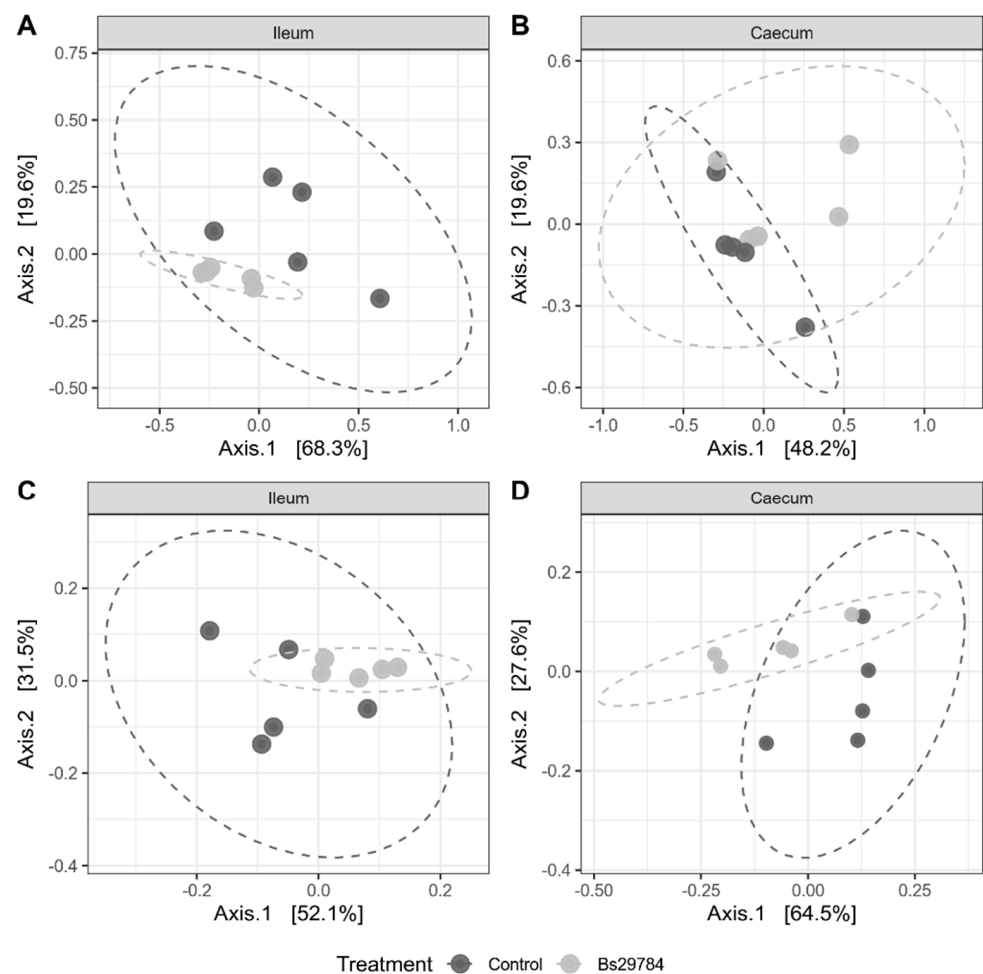 A
Ileum
0.75
0.50
0.25
0.00
-0.25
-0.50
Axis.2 [19.6%]
-0.5 0.0 0.5 1.0
Axis.1 [68.3%]
B
Caecum
0.6
0.3
0.0
-0.3
-0.6
Axis.2 [19.6%]
-1.0 -0.5 0.0 0.5 1.0
Axis.1 [48.2%]
C
Ileum
0.2
0.0
-0.2
-0.4
Axis.2 [31.5%]
-0.2 0.0 0.2
Axis.1 [52.1%]
D
Caecum
0.2
0.0
-0.2
-0.4
Axis.2 [27.6%]
-0.50 -0.25 0.00 0.25
Axis.1 [64.5%]
Treatment Control Bs29784